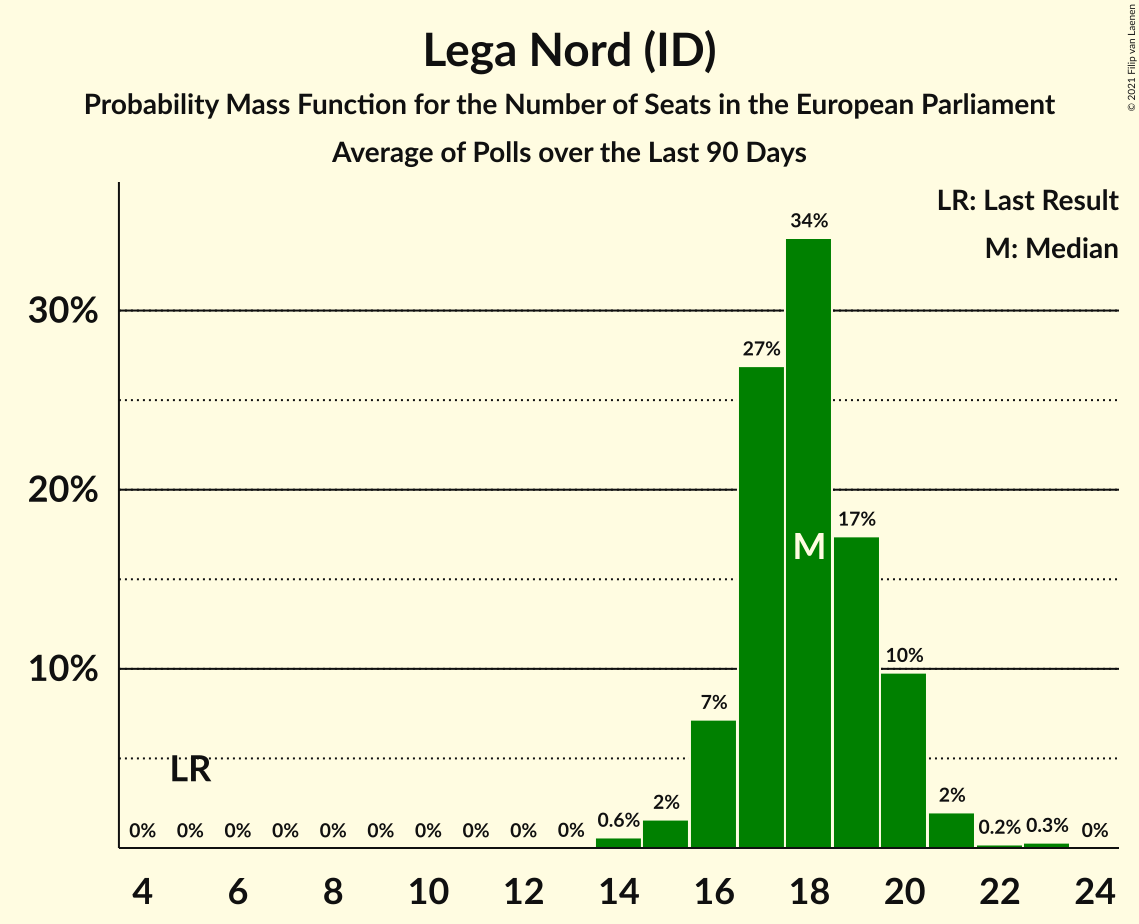 Lega Nord (ID)
Probability Mass Function for the Number of Seats in the European Parliament
Average of Polls over the Last 90 Days
© 2021 Filip van Laenen
LR: Last Result
M: Median
34%
30%
27%
20%
17%
M
10%
10%
7%
LR
2%
2%
0% 0% 0% 0% 0% 0% 0% 0% 0% 0% 0.6% 0.2% 0.3% 0%
4 6 8 10 12 14 16 18 20 22 24